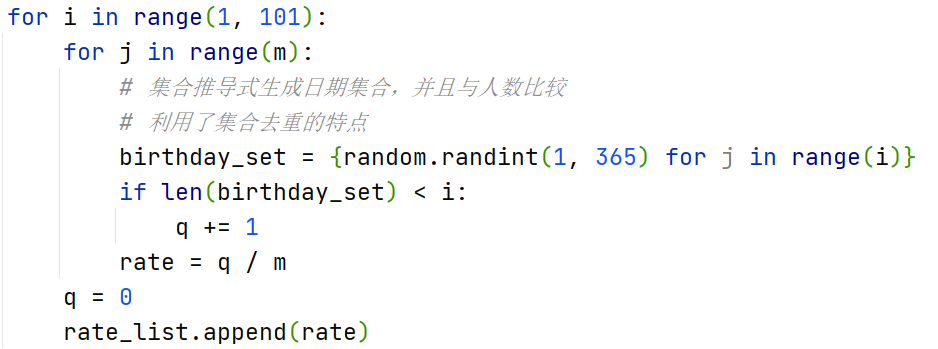 for i in range(1, 101):
    for j in range(m):
        # 集合推导式生成日期集合，并且与人数比较
        # 利用了集合去重的特点
        birthday_set = {random.randint(1, 365) for j in range(i)}
        if len(birthday_set) < i:
            q += 1
        rate = q / m
    q = 0
    rate_list.append(rate)